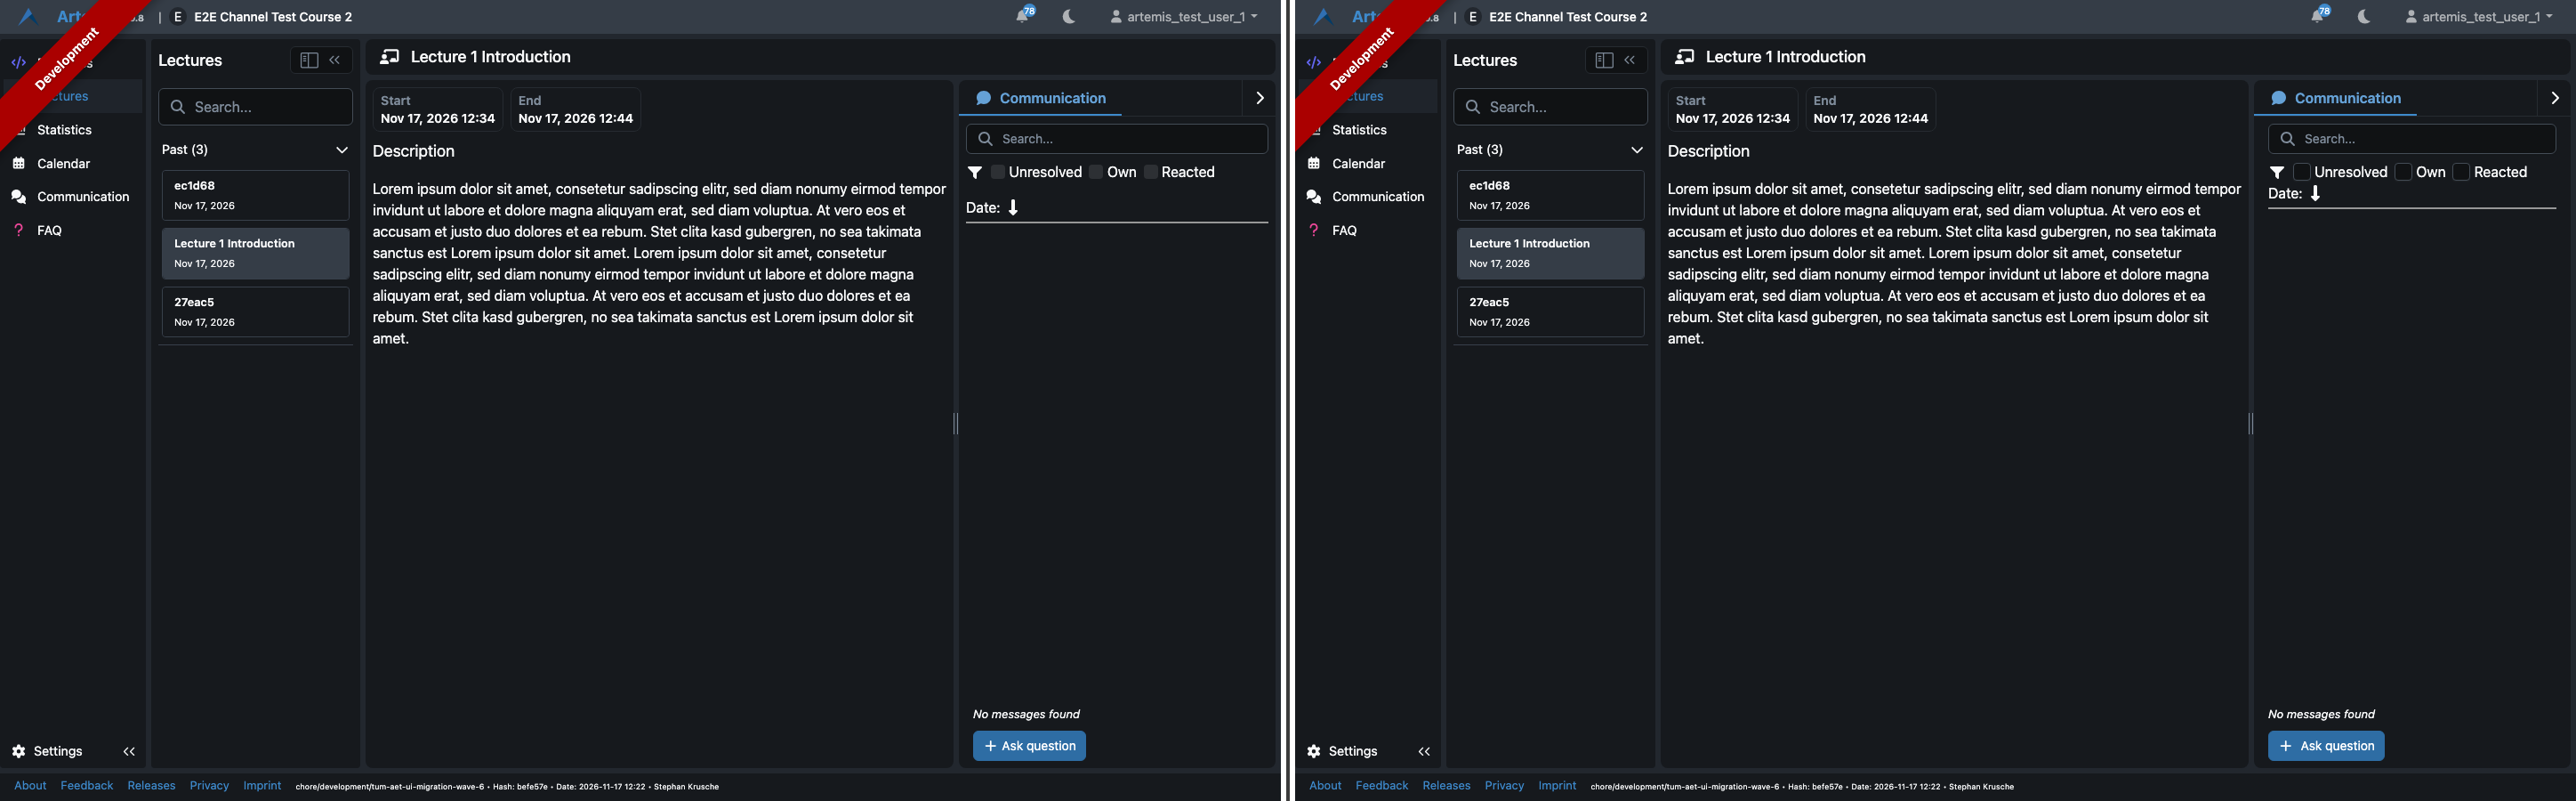 78
0.8 | E E2E Channel Test Course 2 artemis_test_user_1
Development
Statistics
Calendar
Communication
FAQ
Settings
Lectures
Search...
Past (3)
ec1d68
Nov 17, 2026
Lecture 1 Introduction
Nov 17, 2026
27eac5
Nov 17, 2026
Lecture 1 Introduction
Start
Nov 17, 2026 12:34
End
Nov 17, 2026 12:44
Description
Lorem ipsum dolor sit amet, consetetur sadipscing elitr, sed diam nonumy eirmod tempor
invidunt ut labore et dolore magna aliquyam erat, sed diam voluptua. At vero eos et
accusam et justo duo dolores et ea rebum. Stet clita kasd gubergren, no sea takimata
sanctus est Lorem ipsum dolor sit amet. Lorem ipsum dolor sit amet, consetetur
sadipscing elitr, sed diam nonumy eirmod tempor invidunt ut labore et dolore magna
aliquyam erat, sed diam voluptua. At vero eos et accusam et justo duo dolores et ea
rebum. Stet clita kasd gubergren, no sea takimata sanctus est Lorem ipsum dolor sit
amet.
Communication
Search...
Unresolved Own Reacted
Date:
No messages found
Ask question
About Feedback Releases Privacy Imprint chore/development/tum-aet-ui-migration-wave-6 • Hash: befe57e • Date: 2026-11-17 12:22 • Stephan Krusche
78
0.8 | E E2E Channel Test Course 2 artemis_test_user_1
Development
Statistics
Calendar
Communication
FAQ
Settings
Lectures
Search...
Past (3)
ec1d68
Nov 17, 2026
Lecture 1 Introduction
Nov 17, 2026
27eac5
Nov 17, 2026
Lecture 1 Introduction
Start
Nov 17, 2026 12:34
End
Nov 17, 2026 12:44
Description
Lorem ipsum dolor sit amet, consetetur sadipscing elitr, sed diam nonumy eirmod tempor
invidunt ut labore et dolore magna aliquyam erat, sed diam voluptua. At vero eos et
accusam et justo duo dolores et ea rebum. Stet clita kasd gubergren, no sea takimata
sanctus est Lorem ipsum dolor sit amet. Lorem ipsum dolor sit amet, consetetur
sadipscing elitr, sed diam nonumy eirmod tempor invidunt ut labore et dolore magna
aliquyam erat, sed diam voluptua. At vero eos et accusam et justo duo dolores et ea
rebum. Stet clita kasd gubergren, no sea takimata sanctus est Lorem ipsum dolor sit
amet.
Communication
Search...
Unresolved Own Reacted
Date:
No messages found
Ask question
About Feedback Releases Privacy Imprint chore/development/tum-aet-ui-migration-wave-6 • Hash: befe57e • Date: 2026-11-17 12:22 • Stephan Krusche